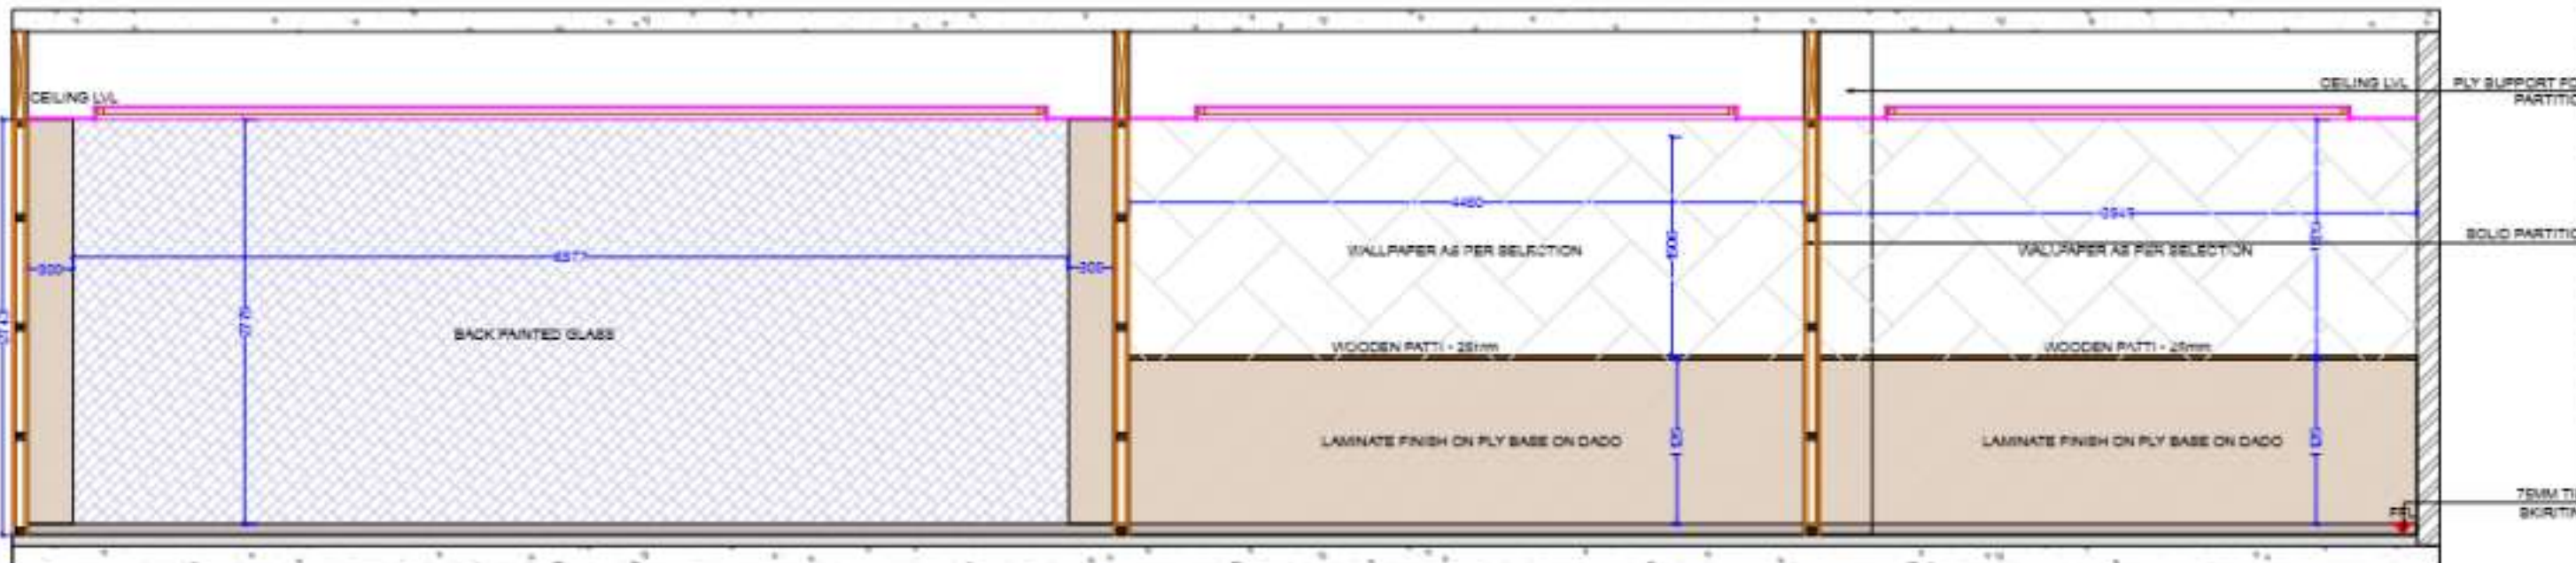 CEILING LVL
CEILING LVL
PLY SUPPORT FO
PARTITIO
4460
300
300
WALLPAPER AS PER SELECTION
WALLPAPER AS PER SELECTION
SOLID PARTITIO
BACK PAINTED GLASS
WOODEN PATTI - 25mm
WOODEN PATTI - 25mm
LAMINATE FINISH ON PLY BASE ON DADO
LAMINATE FINISH ON PLY BASE ON DADO
75MM TI
SKIRTIN
FFL